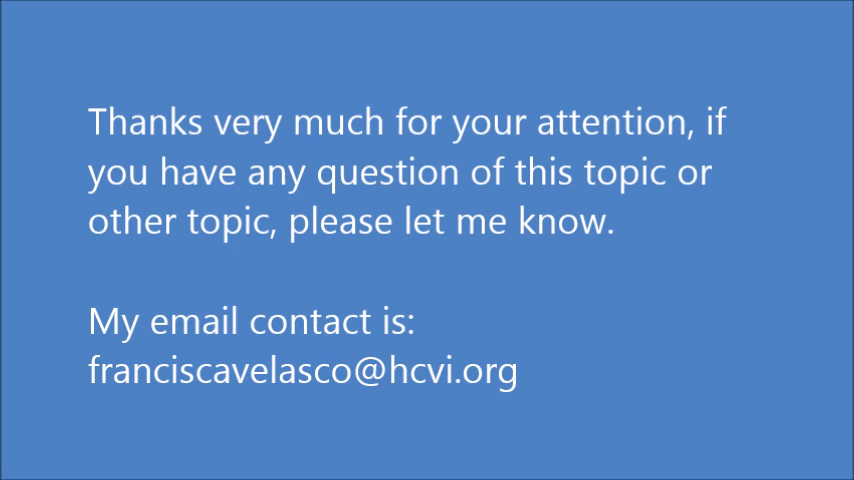 Thanks very much for your attention, if
you have any question of this topic or
other topic, please let me know.
My email contact is:
franciscavelasco@hcvi.org